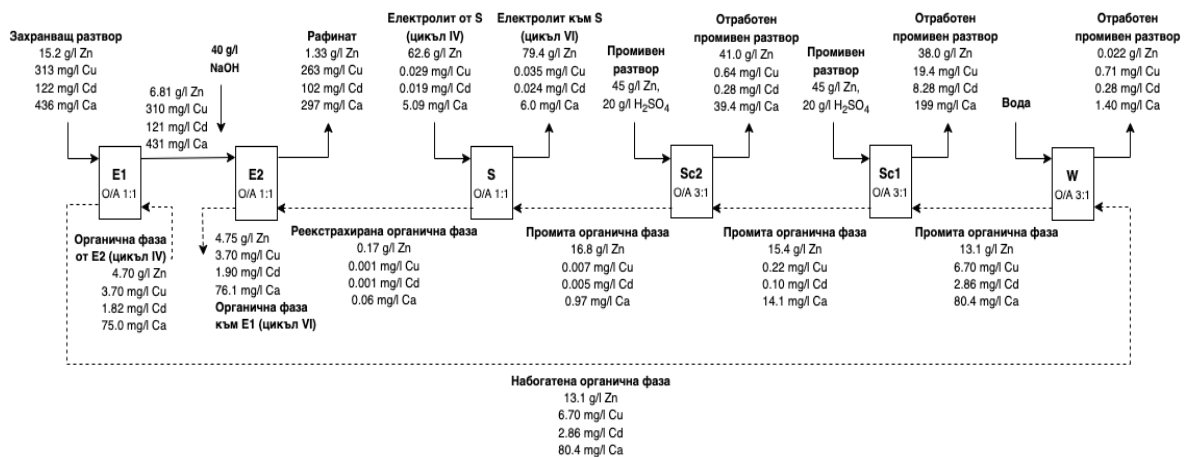 Захранващ разтвор
15.2 g/l Zn
313 mg/l Cu
122 mg/l Cd
436 mg/l Ca
6.81 g/l Zn
310 mg/l Cu
121 mg/l Cd
431 mg/l Ca
40 g/l
NaOH
Рафинат
1.33 g/l Zn
263 mg/l Cu
102 mg/l Cd
297 mg/l Ca
Електролит от S
(цикъл IV)
62.6 g/l Zn
0.029 mg/l Cu
0.019 mg/l Cd
5.09 mg/l Ca
Електролит към S
(цикъл VI)
79.4 g/l Zn
0.035 mg/l Cu
0.024 mg/l Cd
6.0 mg/l Ca
Промивен
разтвор
45 g/l Zn,
20 g/l H₂SO₄
Отработен
промивен разтвор
41.0 g/l Zn
0.64 mg/l Cu
0.28 mg/l Cd
39.4 mg/l Ca
Промивен
разтвор
45 g/l Zn,
20 g/l H₂SO₄
Отработен
промивен разтвор
38.0 g/l Zn
19.4 mg/l Cu
8.28 mg/l Cd
199 mg/l Ca
Вода
Отработен
промивен разтвор
0.022 g/l Zn
0.71 mg/l Cu
0.28 mg/l Cd
1.40 mg/l Ca
E1
O/A 1:1
E2
O/A 1:1
S
O/A 1:1
Sc2
O/A 3:1
Sc1
O/A 3:1
W
O/A 3:1
Органична фаза
от E2 (цикъл IV)
4.70 g/l Zn
3.70 mg/l Cu
1.82 mg/l Cd
75.0 mg/l Ca
4.75 g/l Zn
3.70 mg/l Cu
1.90 mg/l Cd
76.1 mg/l Ca
Органична фаза
към E1 (цикъл VI)
Реекстрахирана органична фаза
0.17 g/l Zn
0.001 mg/l Cu
0.001 mg/l Cd
0.06 mg/l Ca
Промита органична фаза
16.8 g/l Zn
0.007 mg/l Cu
0.005 mg/l Cd
0.97 mg/l Ca
Промита органична фаза
15.4 g/l Zn
0.22 mg/l Cu
0.10 mg/l Cd
14.1 mg/l Ca
Промита органична фаза
13.1 g/l Zn
6.70 mg/l Cu
2.86 mg/l Cd
80.4 mg/l Ca
Набогатена органична фаза
13.1 g/l Zn
6.70 mg/l Cu
2.86 mg/l Cd
80.4 mg/l Ca